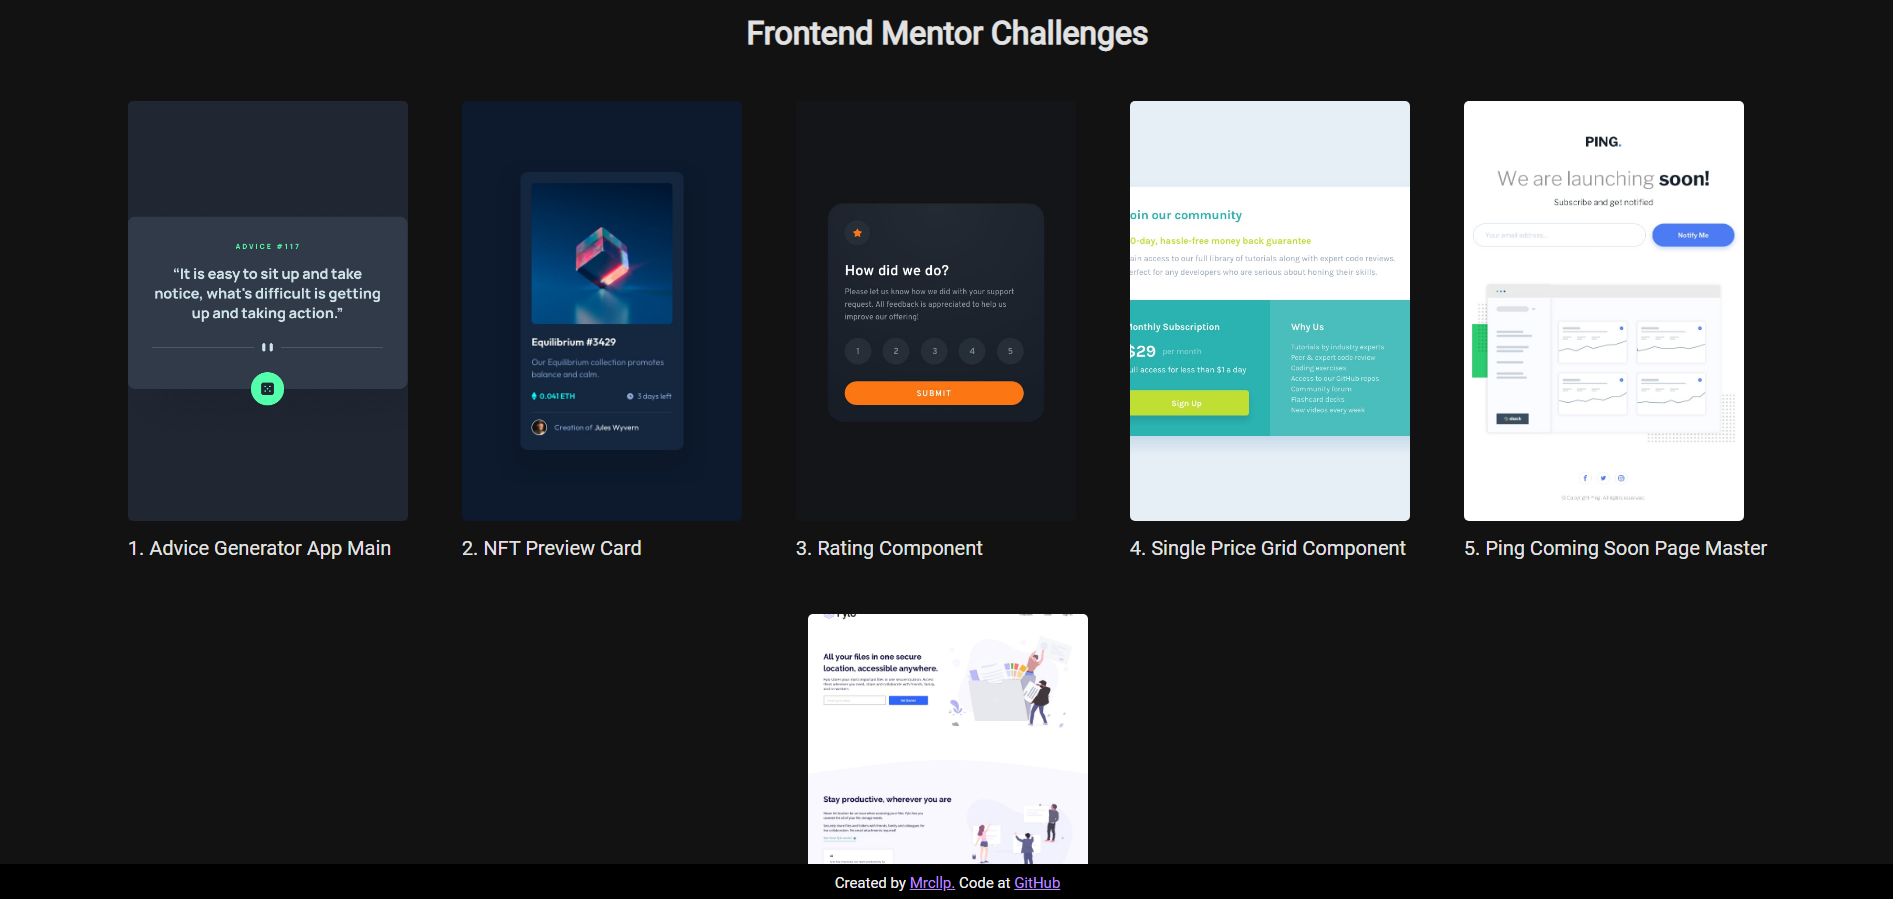 Frontend Mentor Challenges
ADVICE #117
“It is easy to sit up and take
notice, what's difficult is getting
up and taking action.”
1. Advice Generator App Main
Equilibrium #3429
Our Equilibrium collection promotes
balance and calm.
0.041 ETH
3 days left
Creation of Jules Wyvern
2. NFT Preview Card
How did we do?
Please let us know how we did with your support
request. All feedback is appreciated to help us
improve our offering!
1 2 3 4 5
SUBMIT
3. Rating Component
oin our community
0-day, hassle-free money back guarantee
ain access to our full library of tutorials along with expert code reviews.
erfect for any developers who are serious about honing their skills.
Monthly Subscription
$29 per month
ull access for less than $1 a day
Sign Up
Why Us
Tutorials by industry experts
Peer & expert code review
Coding exercises
Access to our GitHub repos
Community forum
Flashcard decks
New videos every week
4. Single Price Grid Component
PING.
We are launching soon!
Subscribe and get notified
Your email address...
Notify Me
© Copyright Ping. All rights reserved.
5. Ping Coming Soon Page Master
All your files in one secure
location, accessible anywhere.
Get Started
Stay productive, wherever you are
Created by Mrcllp. Code at GitHub